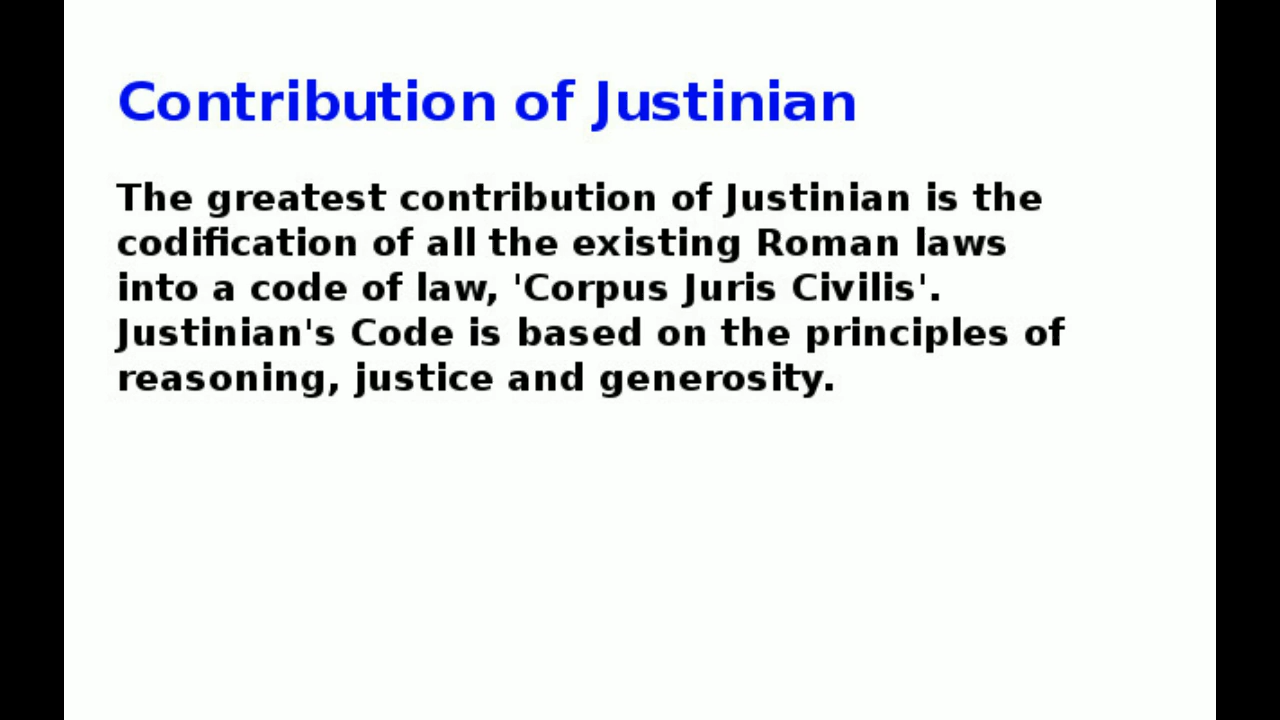 Contribution of Justinian
The greatest contribution of Justinian is the
codification of all the existing Roman laws
into a code of law, 'Corpus Juris Civilis'.
Justinian's Code is based on the principles of
reasoning, justice and generosity.